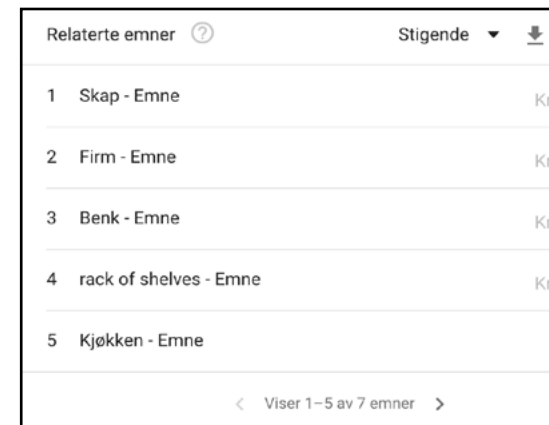 Relaterte emner ?
Stigende
1 Skap - Emne
2 Firm - Emne
3 Benk - Emne
4 rack of shelves - Emne
5 Kjøkken - Emne
Viser 1–5 av 7 emner